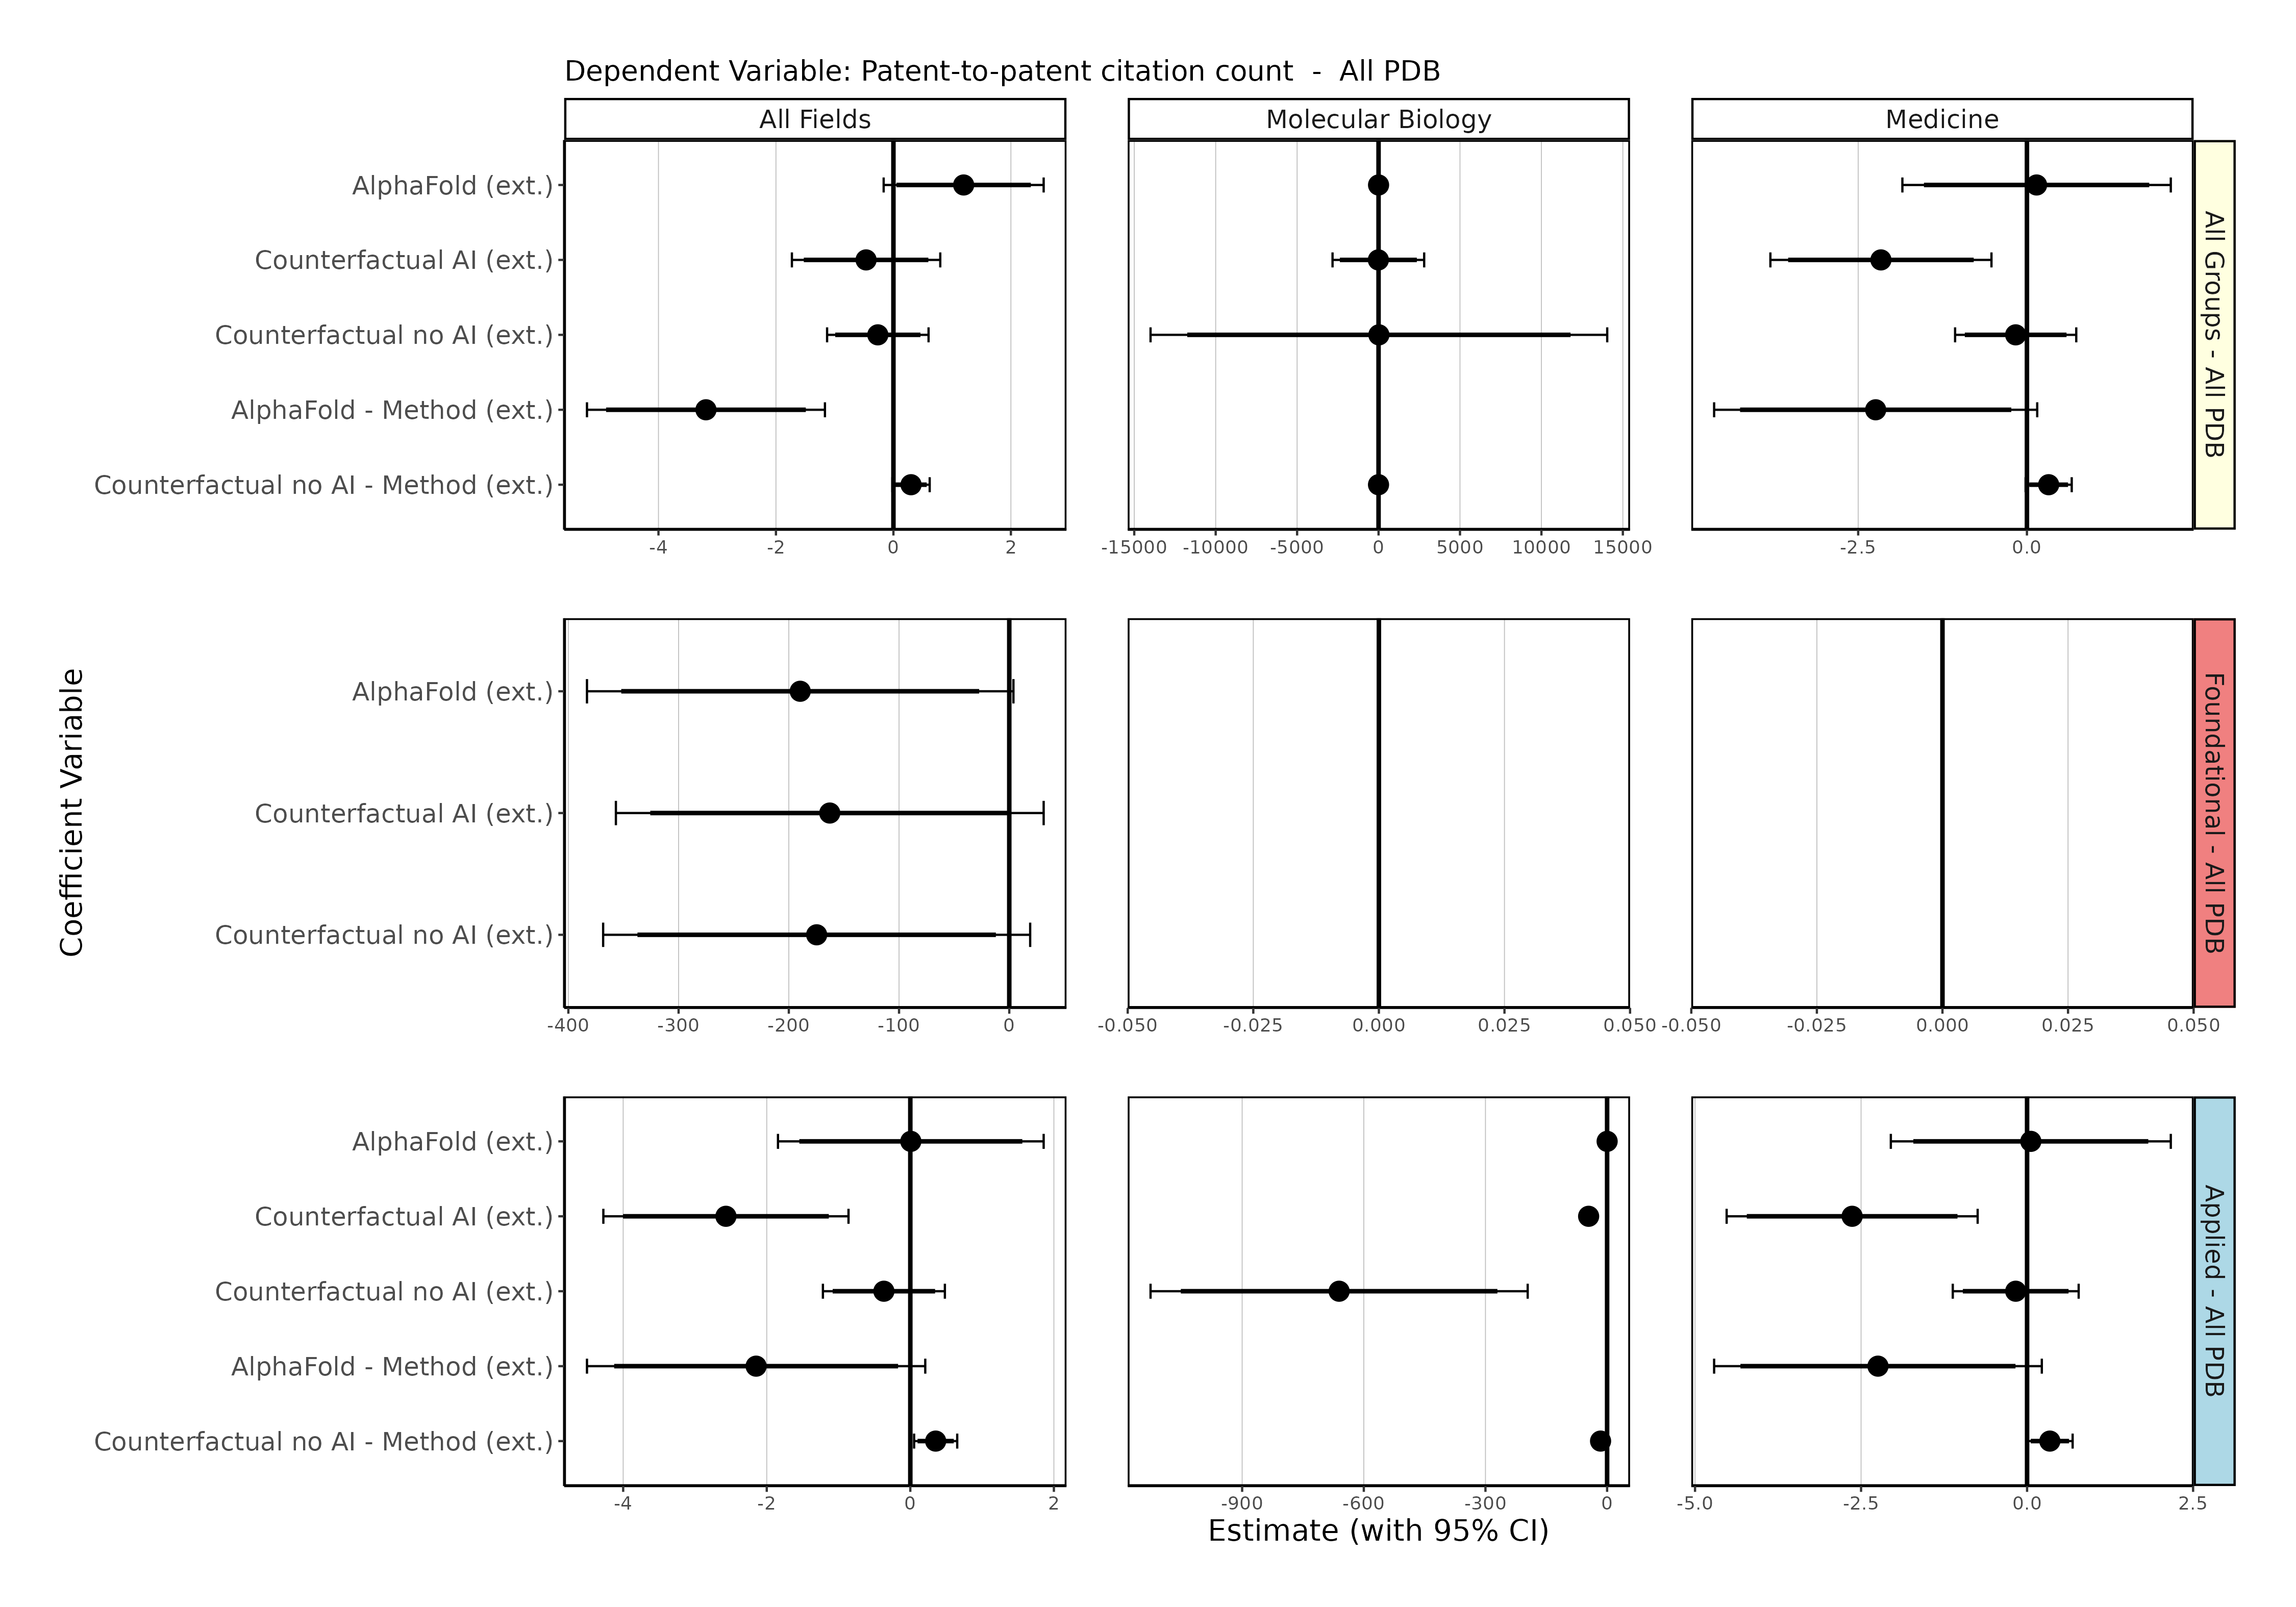 Dependent Variable: Patent-to-patent citation count - All PDB
All Fields
Molecular Biology
Medicine
AlphaFold (ext.)
Counterfactual AI (ext.)
Counterfactual no AI (ext.)
AlphaFold - Method (ext.)
Counterfactual no AI - Method (ext.)
All Groups - All PDB
-4 -2 0 2
-15000 -10000 -5000 0 5000 10000 15000
-2.5 0.0
Coefficient Variable
AlphaFold (ext.)
Counterfactual AI (ext.)
Counterfactual no AI (ext.)
Foundational - All PDB
-400 -300 -200 -100 0
-0.050 -0.025 0.000 0.025 0.050
-0.050 -0.025 0.000 0.025 0.050
AlphaFold (ext.)
Counterfactual AI (ext.)
Counterfactual no AI (ext.)
AlphaFold - Method (ext.)
Counterfactual no AI - Method (ext.)
Applied - All PDB
-4 -2 0 2
-900 -600 -300 0
-5.0 -2.5 0.0 2.5
Estimate (with 95% CI)